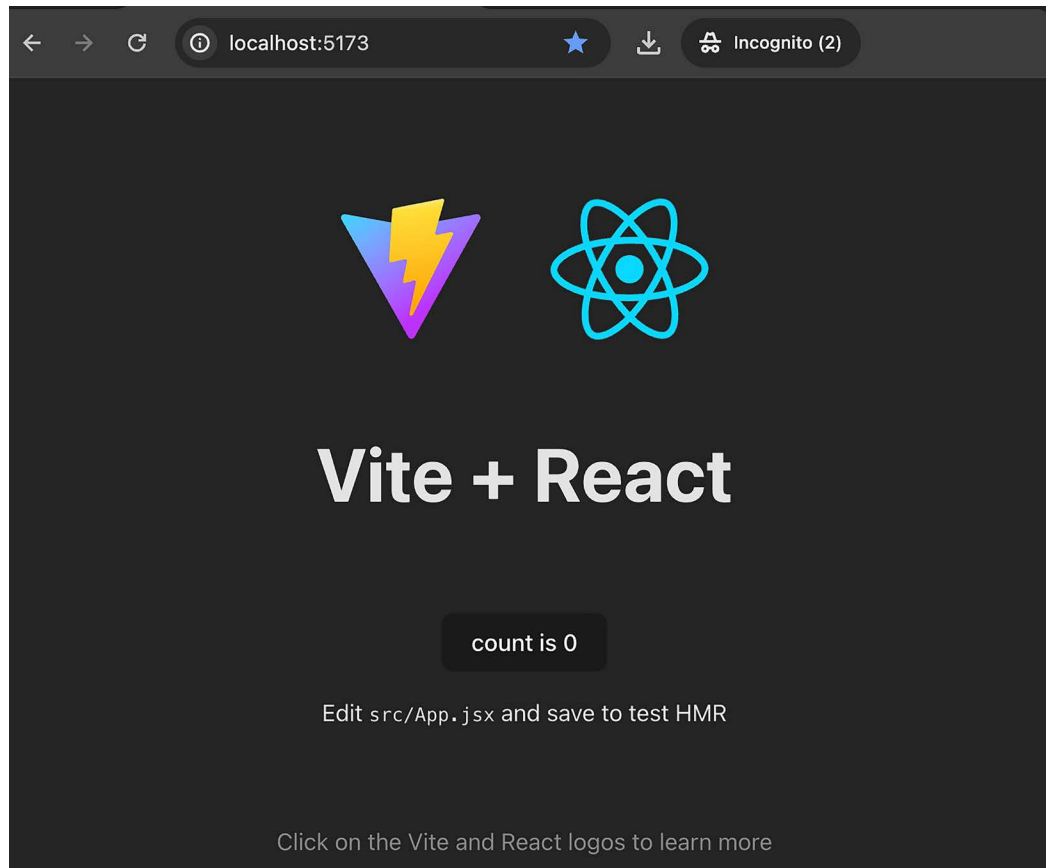 localhost:5173
Incognito (2)
Vite + React
count is 0
Edit src/App.jsx and save to test HMR
Click on the Vite and React logos to learn more